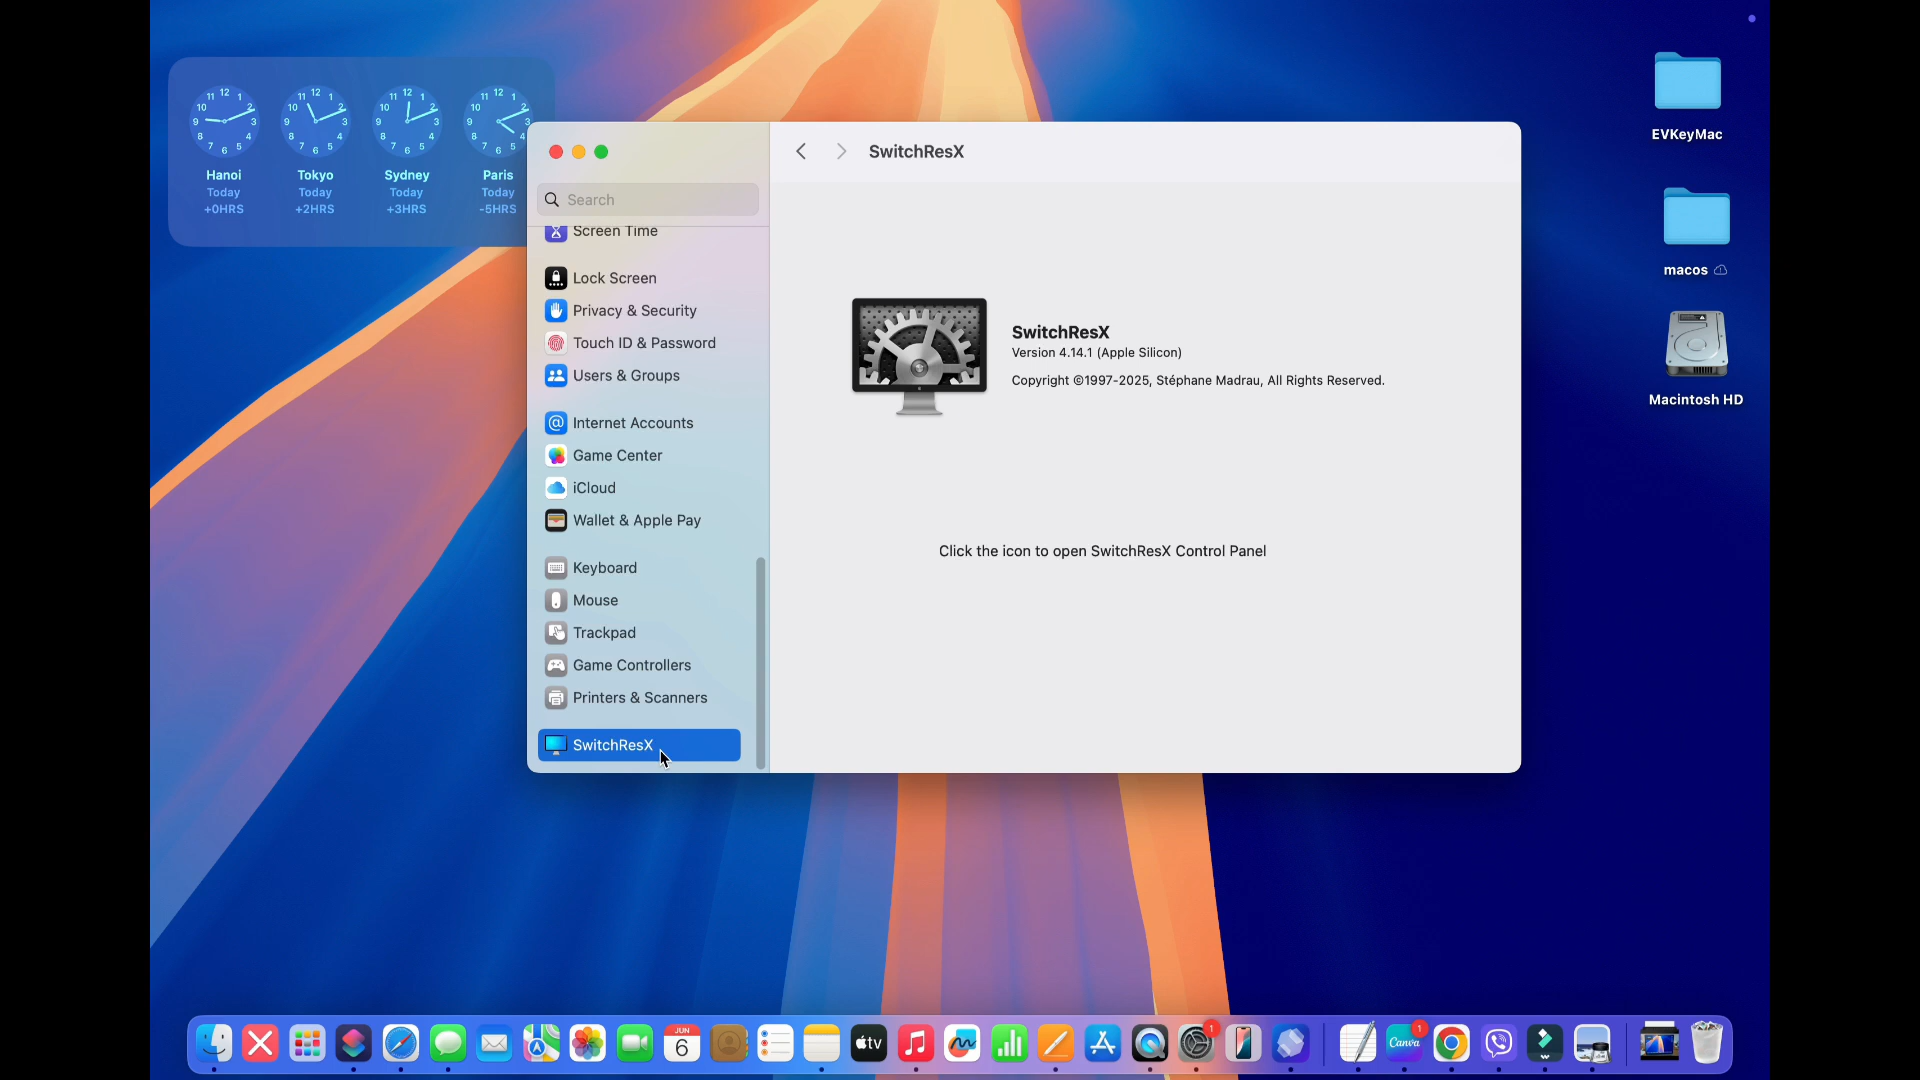 Hanoi
Today
+0HRS
Tokyo
Today
+2HRS
Sydney
Today
+3HRS
Paris
Today
-5HRS
SwitchResX
Search
Screen Time
Lock Screen
Privacy & Security
Touch ID & Password
Users & Groups
Internet Accounts
Game Center
iCloud
Wallet & Apple Pay
Keyboard
Mouse
Trackpad
Game Controllers
Printers & Scanners
SwitchResX
SwitchResX
Version 4.14.1 (Apple Silicon)
Copyright ©1997-2025, Stéphane Madrau, All Rights Reserved.
Click the icon to open SwitchResX Control Panel
EVKeyMac
macos
Macintosh HD
JUN
6
tv
1
Canva
1